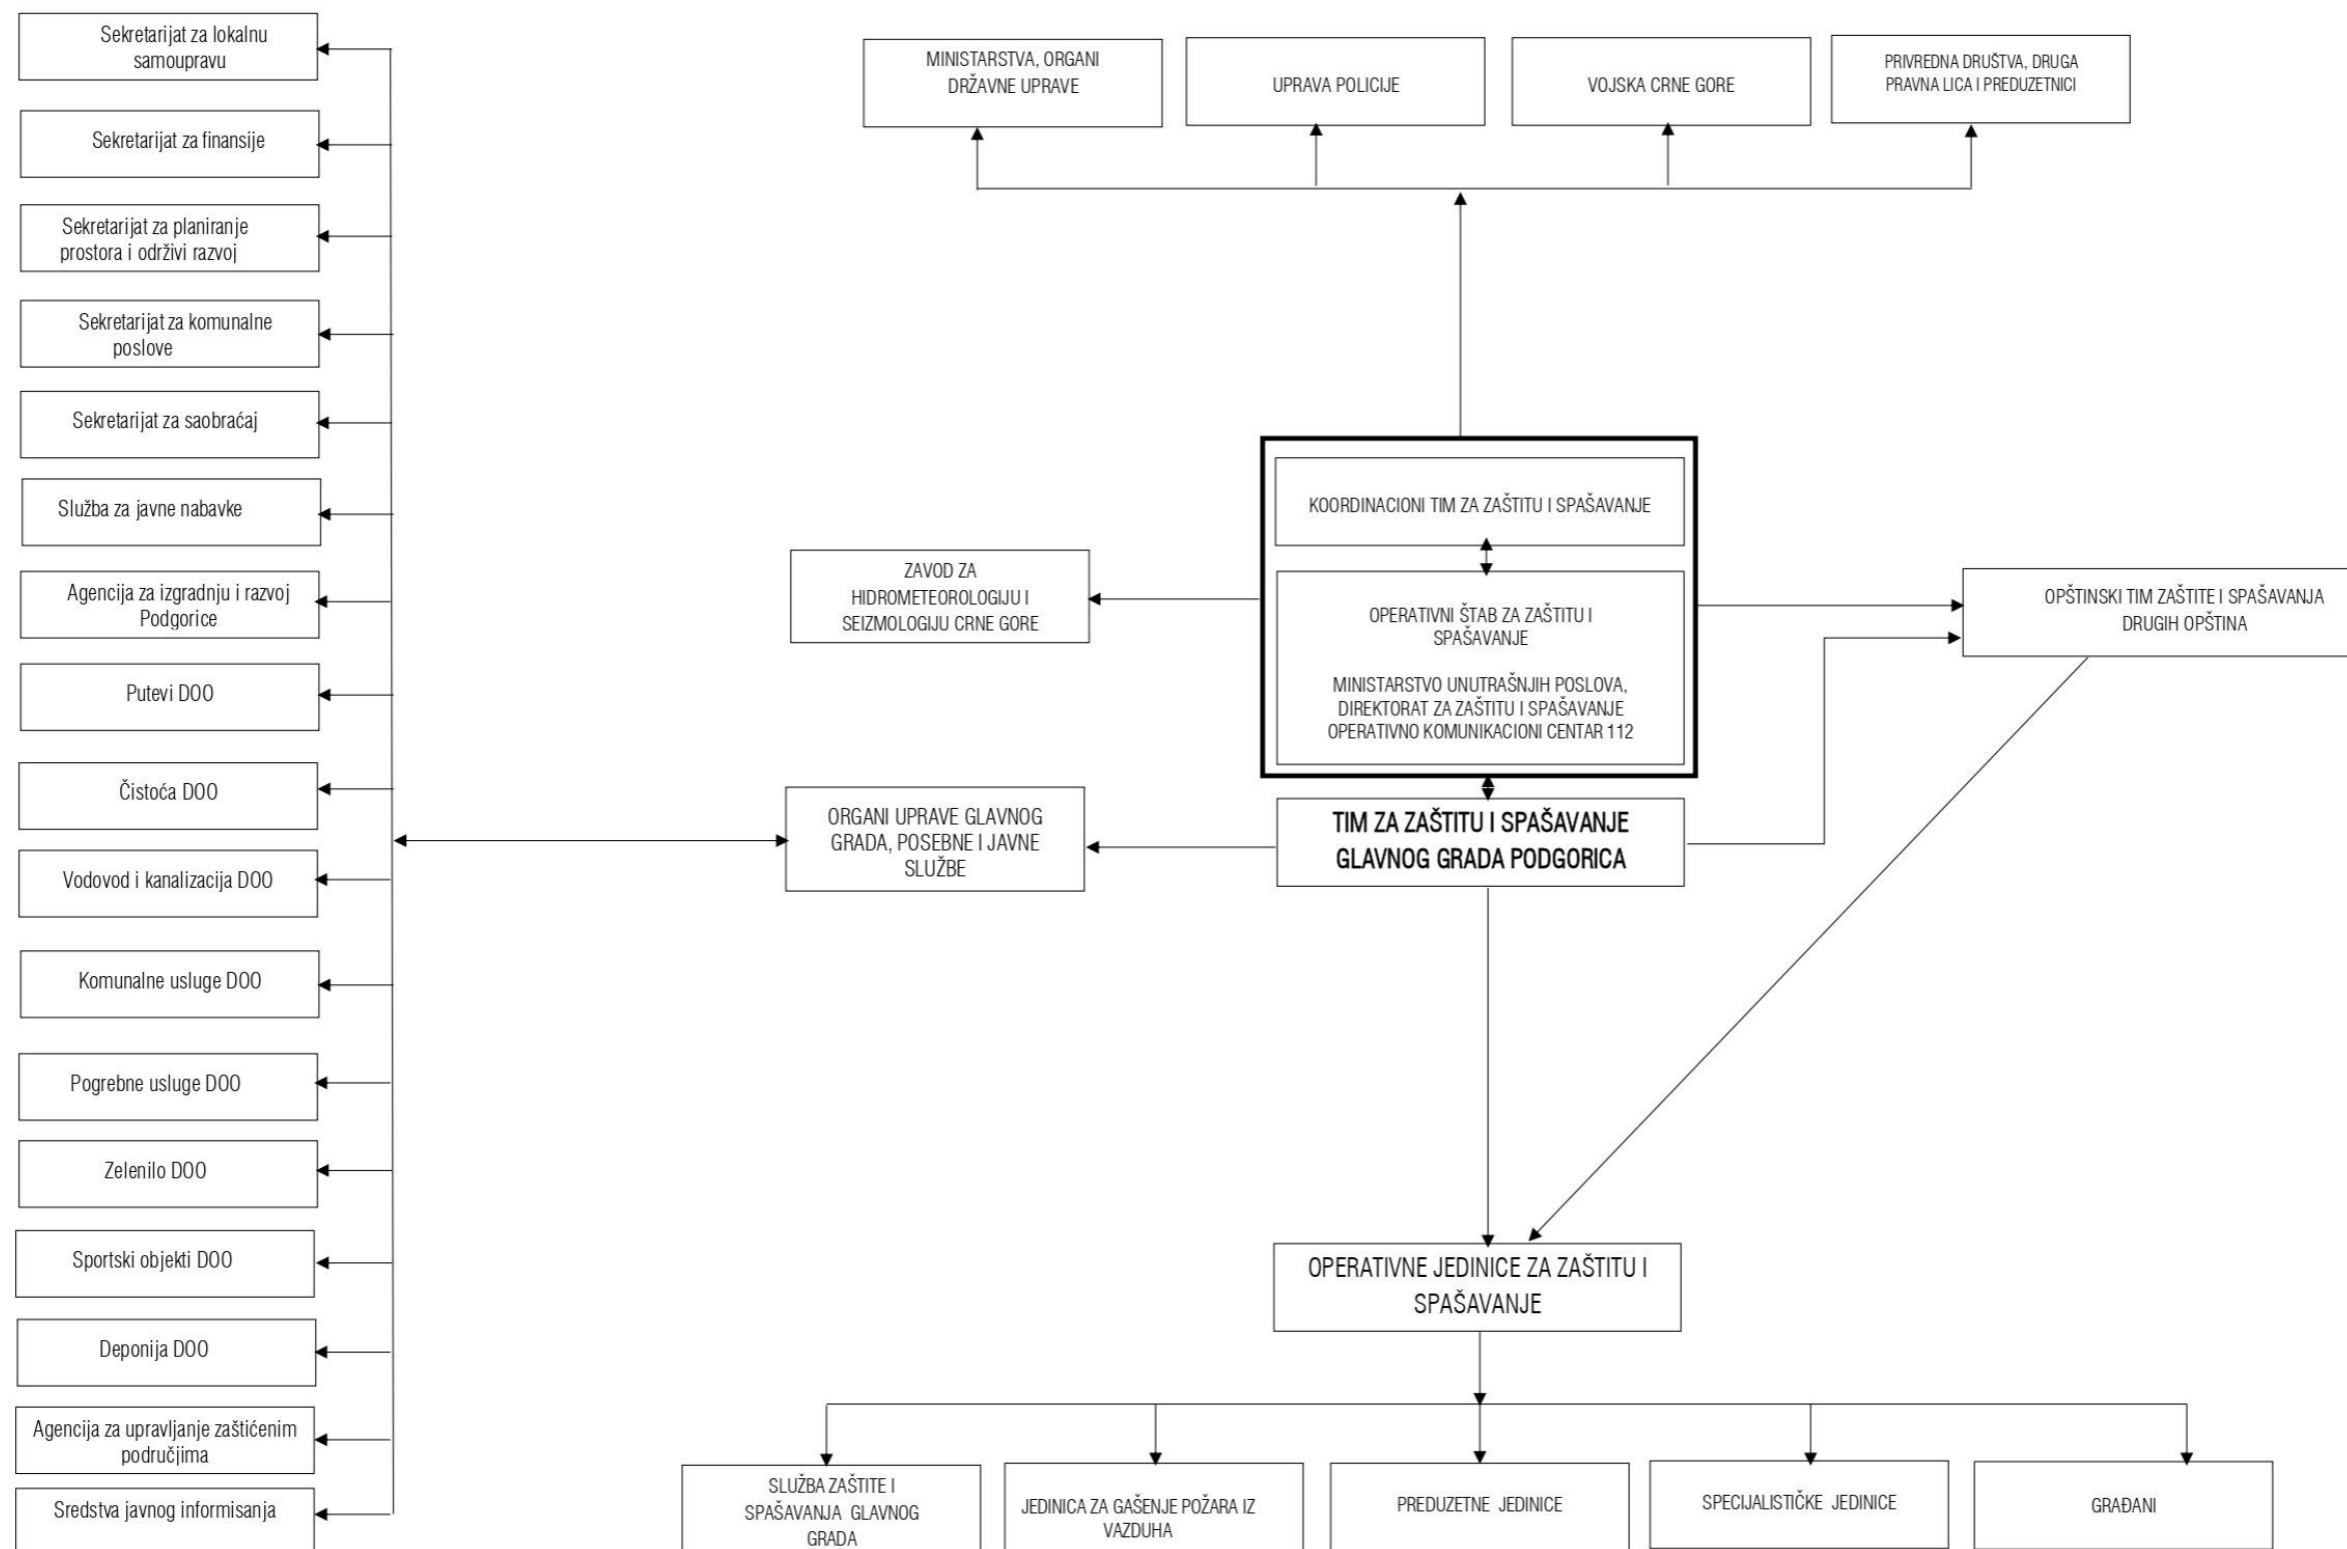 Sekretarijat za lokalnu
samoupravu
Sekretarijat za finansije
Sekretarijat za planiranje
prostora i održivi razvoj
Sekretarijat za komunalne
poslove
Sekretarijat za saobraćaj
Služba za javne nabavke
Agencija za izgradnju i razvoj
Podgorice
Putevi DOO
Čistoća DOO
Vodovod i kanalizacija DOO
Komunalne usluge DOO
Pogrebne usluge DOO
Zelenilo DOO
Sportski objekti DOO
Deponija DOO
Agencija za upravljanje zaštićenim
područjima
Sredstva javnog informisanja
MINISTARSTVA, ORGANI
DRŽAVNE UPRAVE
UPRAVA POLICIJE
VOJSKA CRNE GORE
PRIVREDNA DRUŠTVA, DRUGA
PRAVNA LICA I PREDUZETNICI
KOORDINACIONI TIM ZA ZAŠTITU I SPAŠAVANJE
OPERATIVNI ŠTAB ZA ZAŠTITU I
SPAŠAVANJE
MINISTARSTVO UNUTRAŠNJIH POSLOVA,
DIREKTORAT ZA ZAŠTITU I SPAŠAVANJE
OPERATIVNO KOMUNIKACIONI CENTAR 112
ZAVOD ZA
HIDROMETEOROLOGIJU I
SEIZMOLOGIJU CRNE GORE
OPŠTINSKI TIM ZAŠTITE I SPAŠAVANJA
DRUGIH OPŠTINA
ORGANI UPRAVE GLAVNOG
GRADA, POSEBNE I JAVNE
SLUŽBE
TIM ZA ZAŠTITU I SPAŠAVANJE
GLAVNOG GRADA PODGORICA
OPERATIVNE JEDINICE ZA ZAŠTITU I
SPAŠAVANJE
SLUŽBA ZAŠTITE I
SPAŠAVANJA GLAVNOG
GRADA
JEDINICA ZA GAŠENJE POŽARA IZ
VAZDUHA
PREDUZETNE JEDINICE
SPECIJALISTIČKE JEDINICE
GRAĐANI